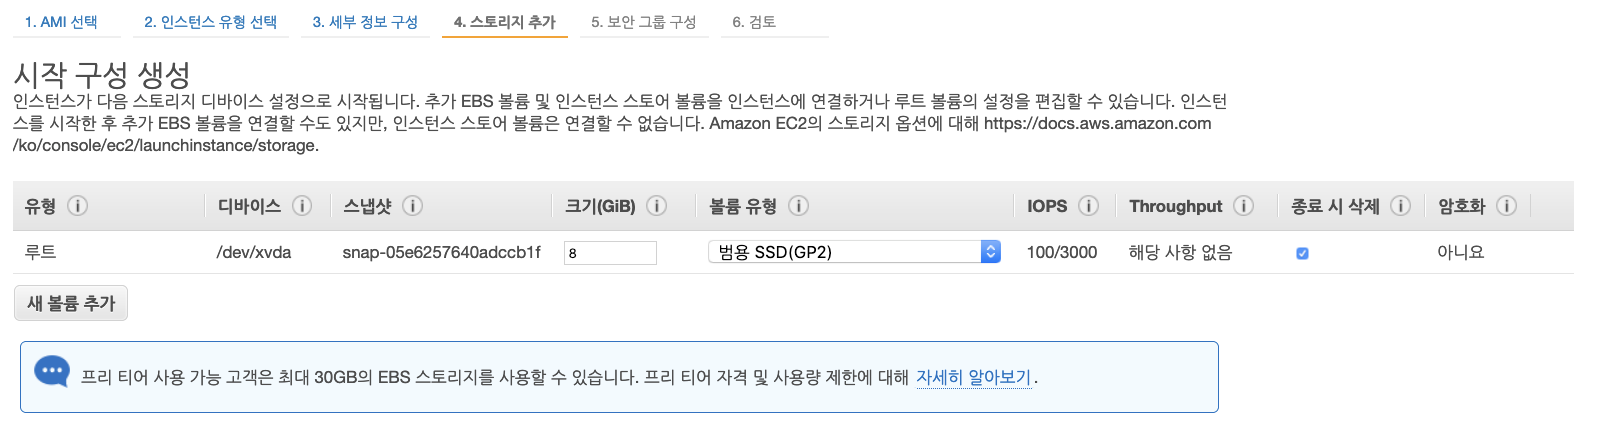 1. AMI 선택 2. 인스턴스 유형 선택 3. 세부 정보 구성 4. 스토리지 추가 5. 보안 그룹 구성 6. 검토
시작 구성 생성
인스턴스가 다음 스토리지 디바이스 설정으로 시작됩니다. 추가 EBS 볼륨 및 인스턴스 스토어 볼륨을 인스턴스에 연결하거나 루트 볼륨의 설정을 편집할 수 있습니다. 인스턴
스를 시작한 후 추가 EBS 볼륨을 연결할 수도 있지만, 인스턴스 스토어 볼륨은 연결할 수 없습니다. Amazon EC2의 스토리지 옵션에 대해 https://docs.aws.amazon.com
/ko/console/ec2/launchinstance/storage.
유형 디바이스 스냅샷 크기(GiB) 볼륨 유형 IOPS Throughput 종료 시 삭제 암호화
루트 /dev/xvda snap-05e6257640adccb1f 8 범용 SSD(GP2) 100/3000 해당 사항 없음 아니요
새 볼륨 추가
프리 티어 사용 가능 고객은 최대 30GB의 EBS 스토리지를 사용할 수 있습니다. 프리 티어 자격 및 사용량 제한에 대해 자세히 알아보기.